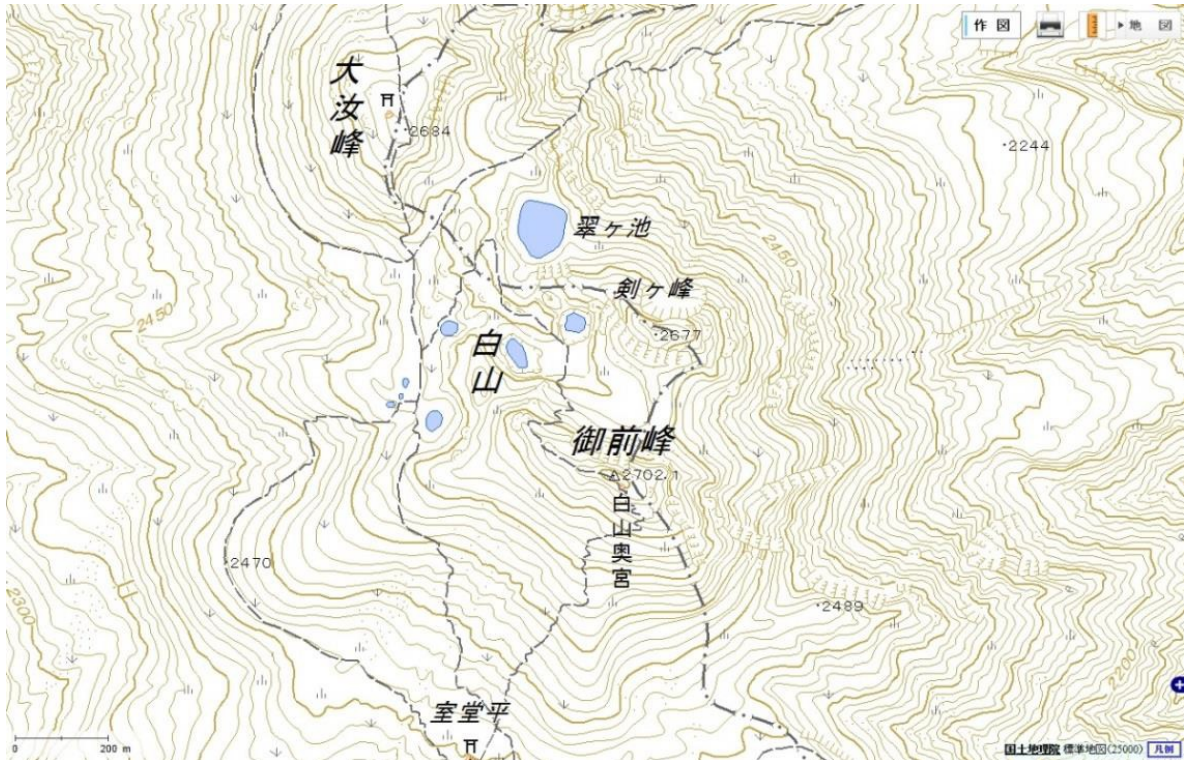 作 図
▶地 図
大汝峰
2684
2244
翠ヶ池
2450
剣ヶ峰
2450
2677
白山
御前峰
△2702.1
白山奥宮
2470
2300
2489
2200
室堂平
0 200 m
国土地理院 標準地図(25000) 凡例